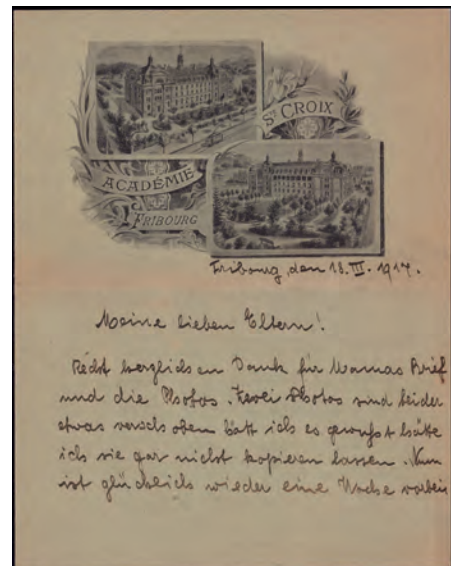 ST CROIX
ACADÉMIE
FRIBOURG
Fribourg, den 18. III. 1917.
Meine lieben Eltern!
Recht herzlichen Dank für Mamas Brief
und die Photos. Zwei Photos sind leider
etwas verschoben hätt ich es gewußt hätte
ich sie gar nicht kopieren lassen. Nun
ist glücklich wieder eine Woche vorbei